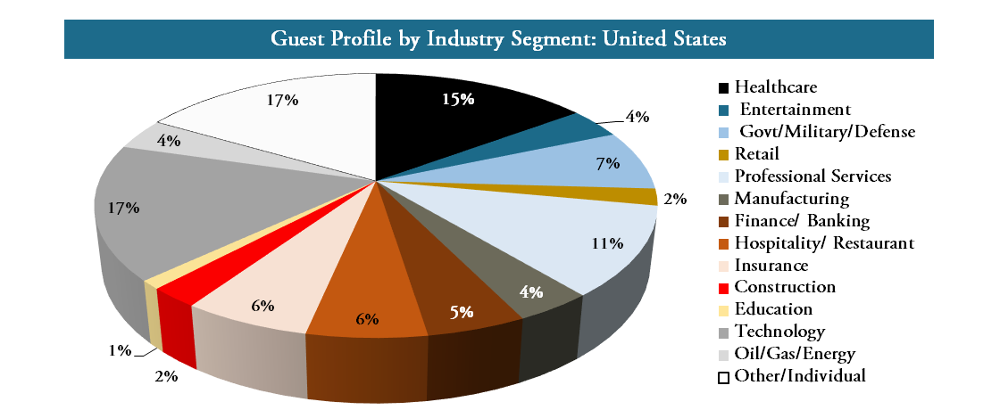 Guest Profile by Industry Segment: United States
17%
15%
4%
4%
7%
17%
2%
11%
4%
6%
5%
6%
1%
2%
Healthcare
Entertainment
Govt/Military/Defense
Retail
Professional Services
Manufacturing
Finance/ Banking
Hospitality/ Restaurant
Insurance
Construction
Education
Technology
Oil/Gas/Energy
Other/Individual